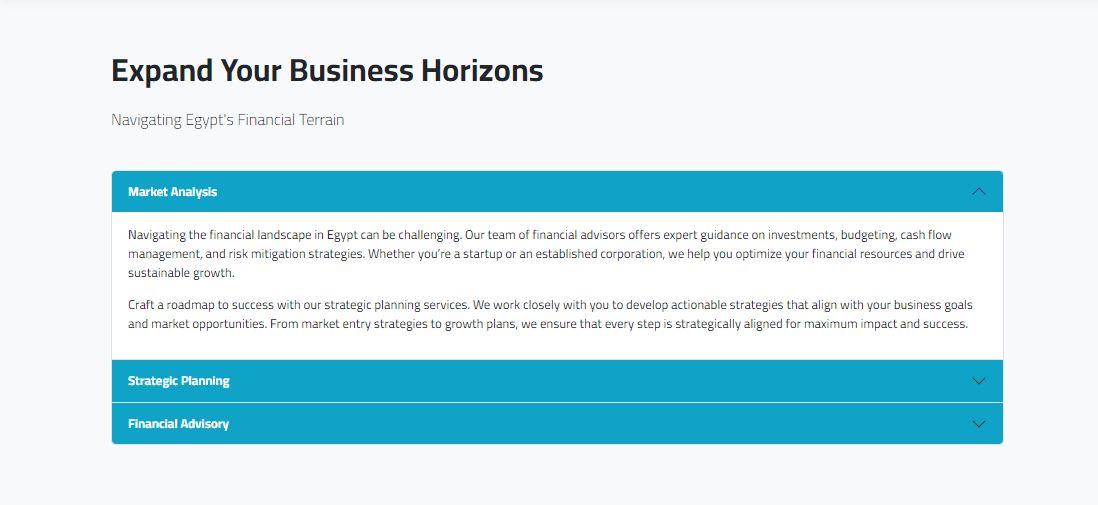 Expand Your Business Horizons
Navigating Egypt's Financial Terrain
Market Analysis
Navigating the financial landscape in Egypt can be challenging. Our team of financial advisors offers expert guidance on investments, budgeting, cash flow
management, and risk mitigation strategies. Whether you’re a startup or an established corporation, we help you optimize your financial resources and drive
sustainable growth.
Craft a roadmap to success with our strategic planning services. We work closely with you to develop actionable strategies that align with your business goals
and market opportunities. From market entry strategies to growth plans, we ensure that every step is strategically aligned for maximum impact and success.
Strategic Planning
Financial Advisory